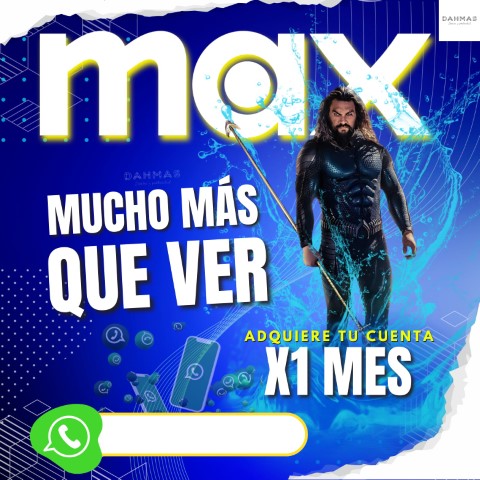 DAHMAS
max
DAHMAS
MUCHO MÁS
QUE VER
ADQUIERE TU CUENTA
X1 MES